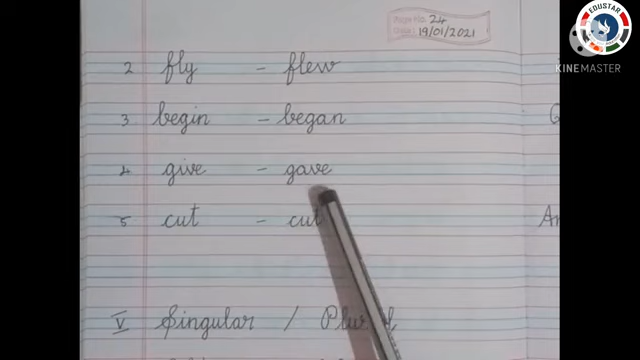 Page No. 24
Date: 19/01/2021
EDUSTAR
KINEMASTER
2 fly - flew
3 begin - began
4 give - gave
5 cut - cut
V Singular / Plural